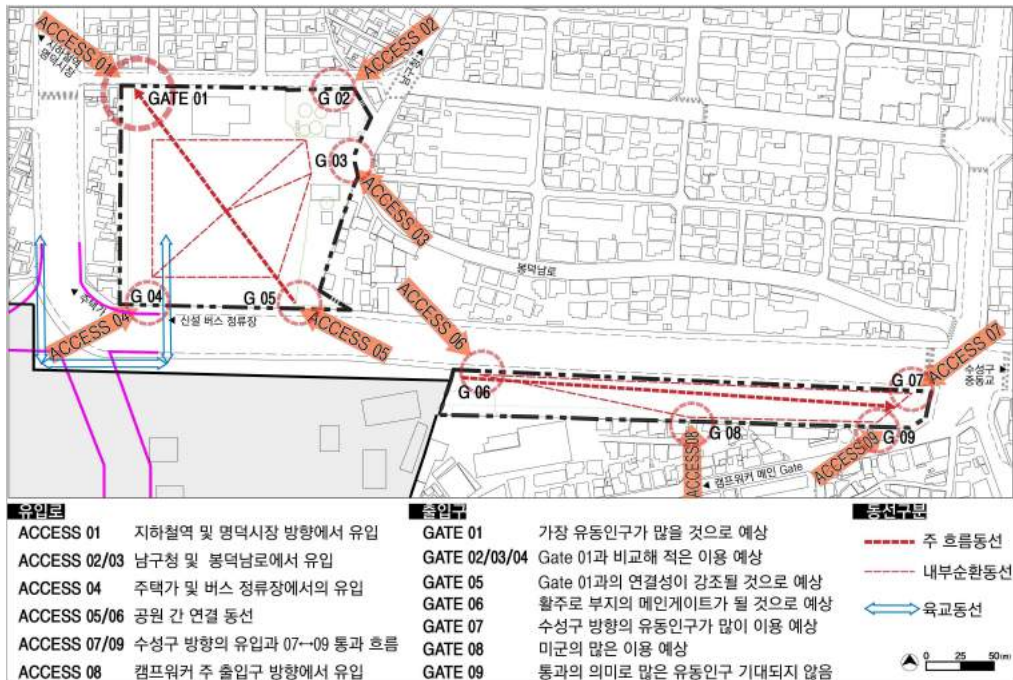 ACCESS 01
지하철역
명덕시장
ACCESS 02
GATE 01
G 02
G 03
ACCESS 03
봉덕남로
주택가
G 04
G 05
신설 버스 정류장
ACCESS 04
ACCESS 05
ACCESS 06
ACCESS 07
수성구
중동교
G 06
G 07
G 08
G 09
ACCESS08
ACCESS09
캠프워커 메인 Gate
유입로
ACCESS 01 지하철역 및 명덕시장 방향에서 유입
ACCESS 02/03 남구청 및 봉덕남로에서 유입
ACCESS 04 주택가 및 버스 정류장에서의 유입
ACCESS 05/06 공원 간 연결 동선
ACCESS 07/09 수성구 방향의 유입과 07↔09 통과 흐름
ACCESS 08 캠프워커 주 출입구 방향에서 유입
출입구
GATE 01 가장 유동인구가 많을 것으로 예상
GATE 02/03/04 Gate 01과 비교해 적은 이용 예상
GATE 05 Gate 01과의 연결성이 강조될 것으로 예상
GATE 06 활주로 부지의 메인게이트가 될 것으로 예상
GATE 07 수성구 방향의 유동인구가 많이 이용 예상
GATE 08 미군의 많은 이용 예상
GATE 09 통과의 의미로 많은 유동인구 기대되지 않음
동선구분
주 흐름동선
내부순환동선
육교동선
0 25 50(m)